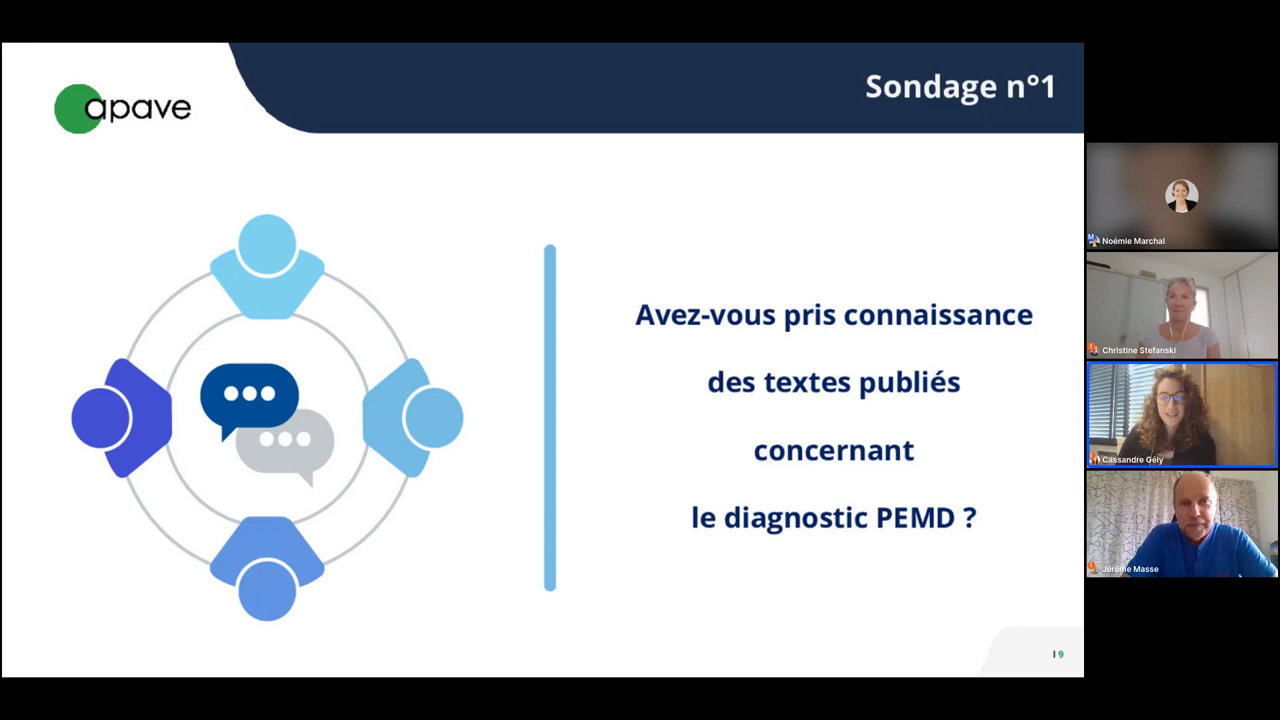 apave
Sondage n°1
Avez-vous pris connaissance
des textes publiés
concernant
le diagnostic PEMD ?
I 9
Noémie Marchal
Christine Stefanski
Cassandre Gély
Jérôme Masse